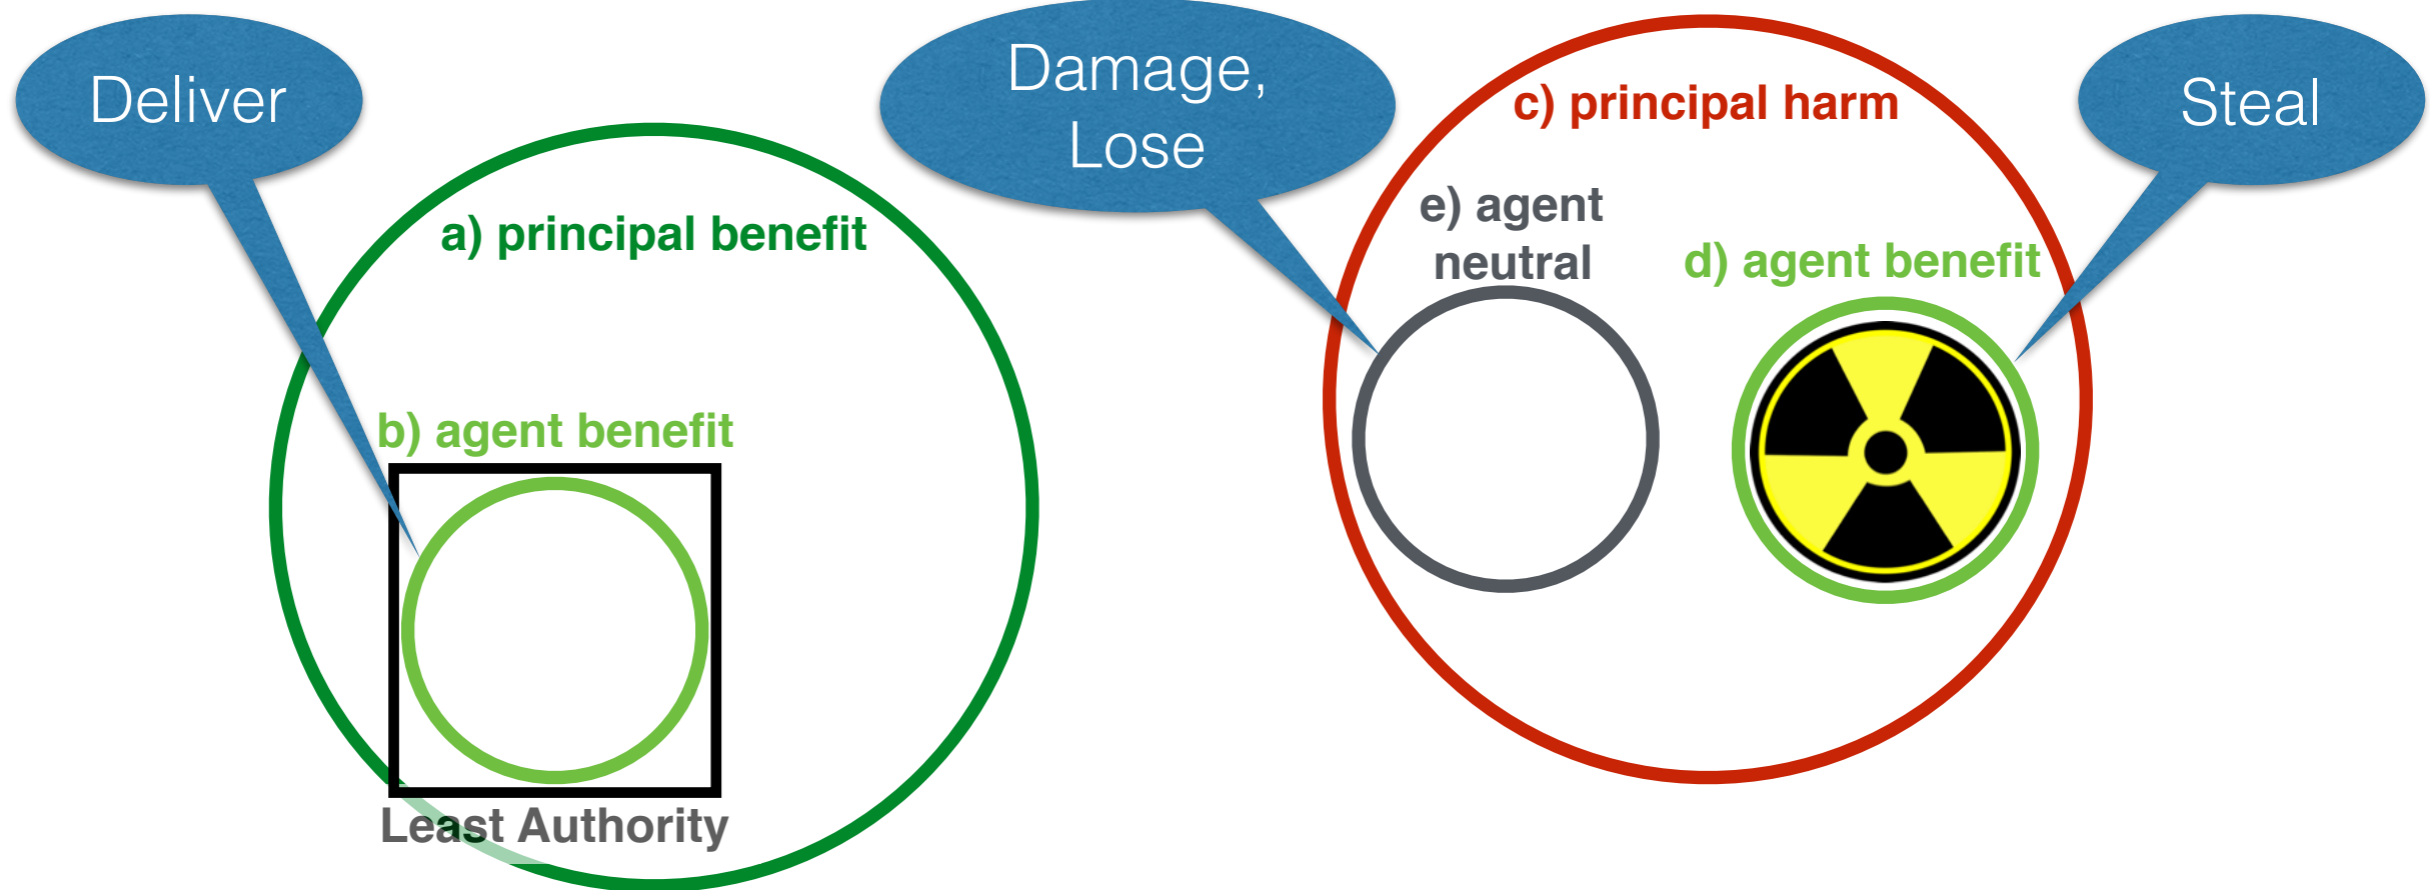 Deliver
Damage,
Lose
Steal
c) principal harm
a) principal benefit
e) agent
neutral
d) agent benefit
b) agent benefit
Least Authority